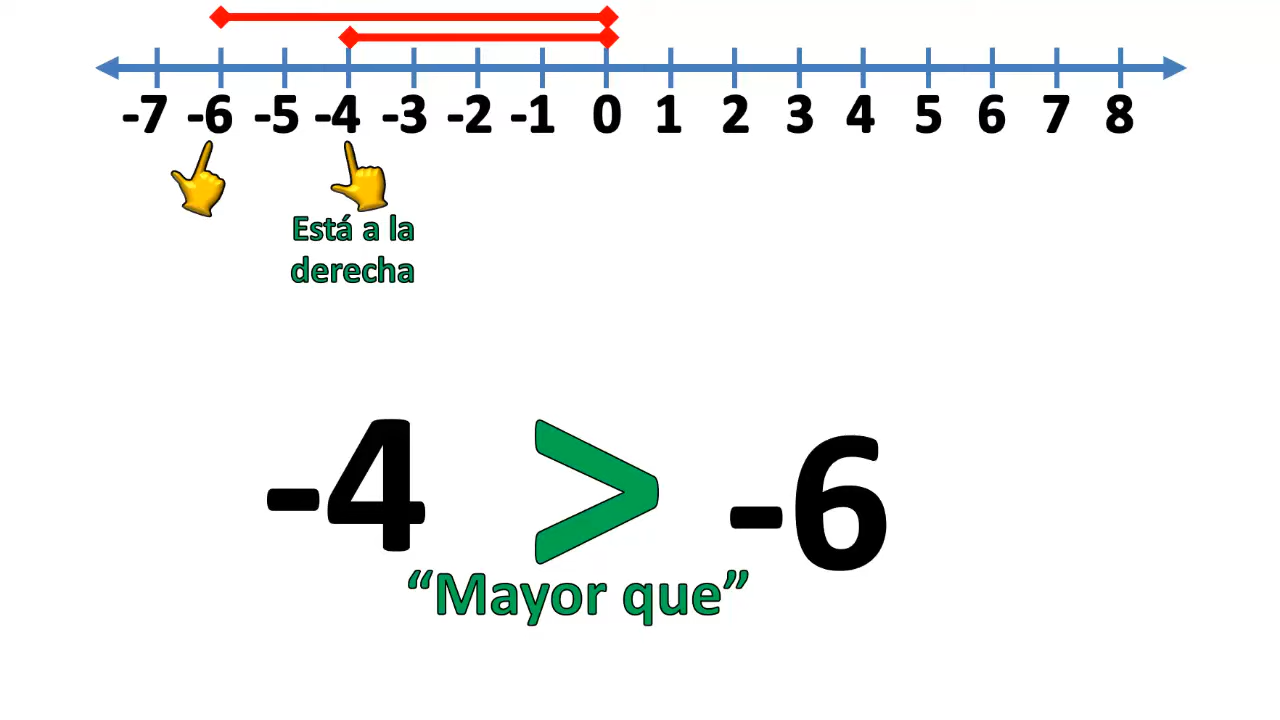 -7 -6 -5 -4 -3 -2 -1 0 1 2 3 4 5 6 7 8
Está a la
derecha
-4 > -6
“Mayor que”